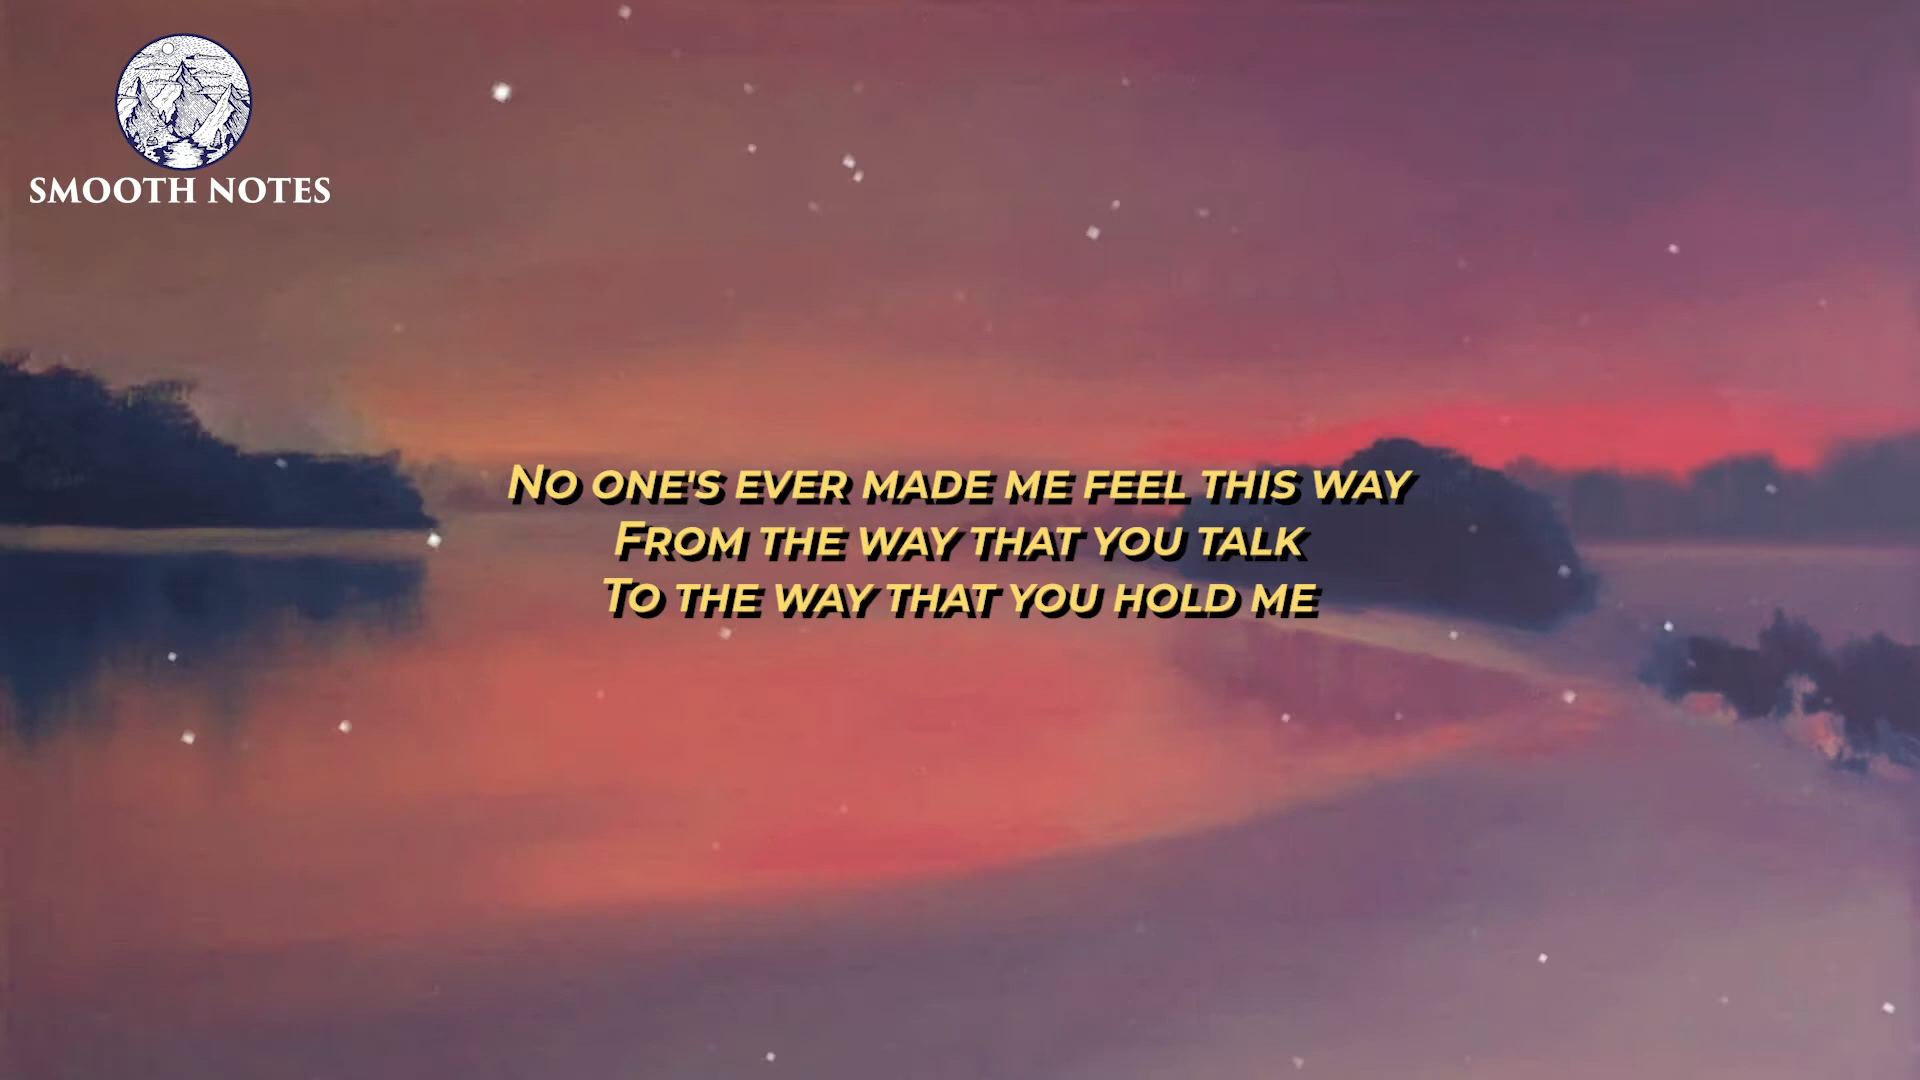 SMOOTH NOTES
No one's ever made me feel this way
From the way that you talk
To the way that you hold me